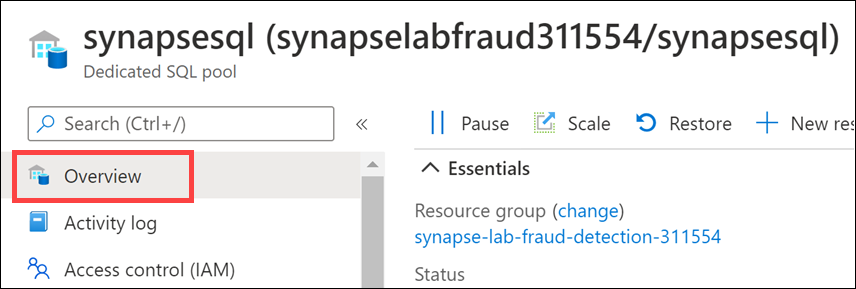 synapsesql (synapselabfraud311554/synapsesql)
Dedicated SQL pool
Search (Ctrl+/)
«
Pause
Scale
Restore
New res
Overview
Essentials
Activity log
Resource group (change)
synapse-lab-fraud-detection-311554
Access control (IAM)
Status